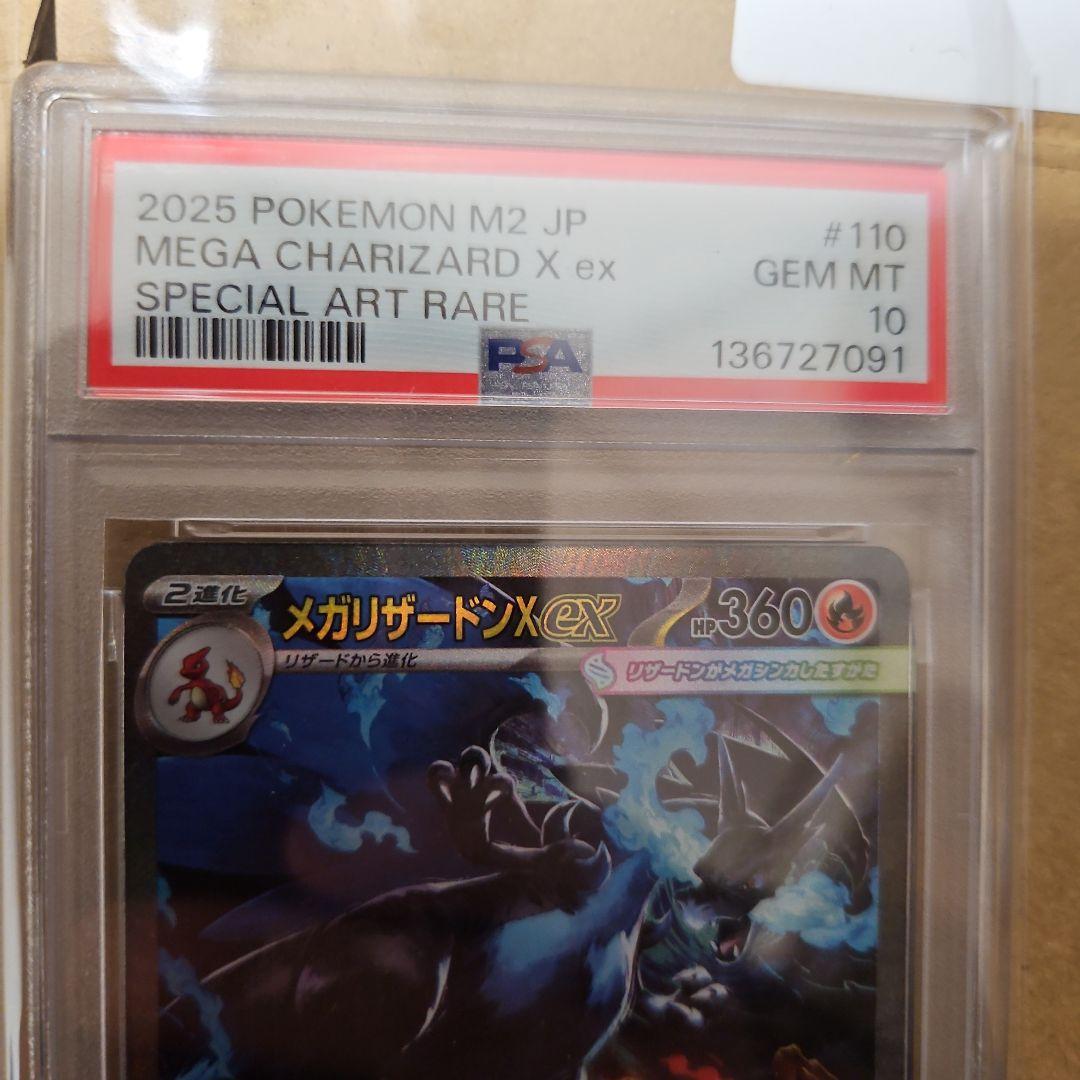 2025 POKEMON M2 JP #110
MEGA CHARIZARD X ex GEM MT
SPECIAL ART RARE 10
PSA 136727091
2進化
メガリザードンXex HP360
リザードから進化
リザードンがメガシンカしたすがた